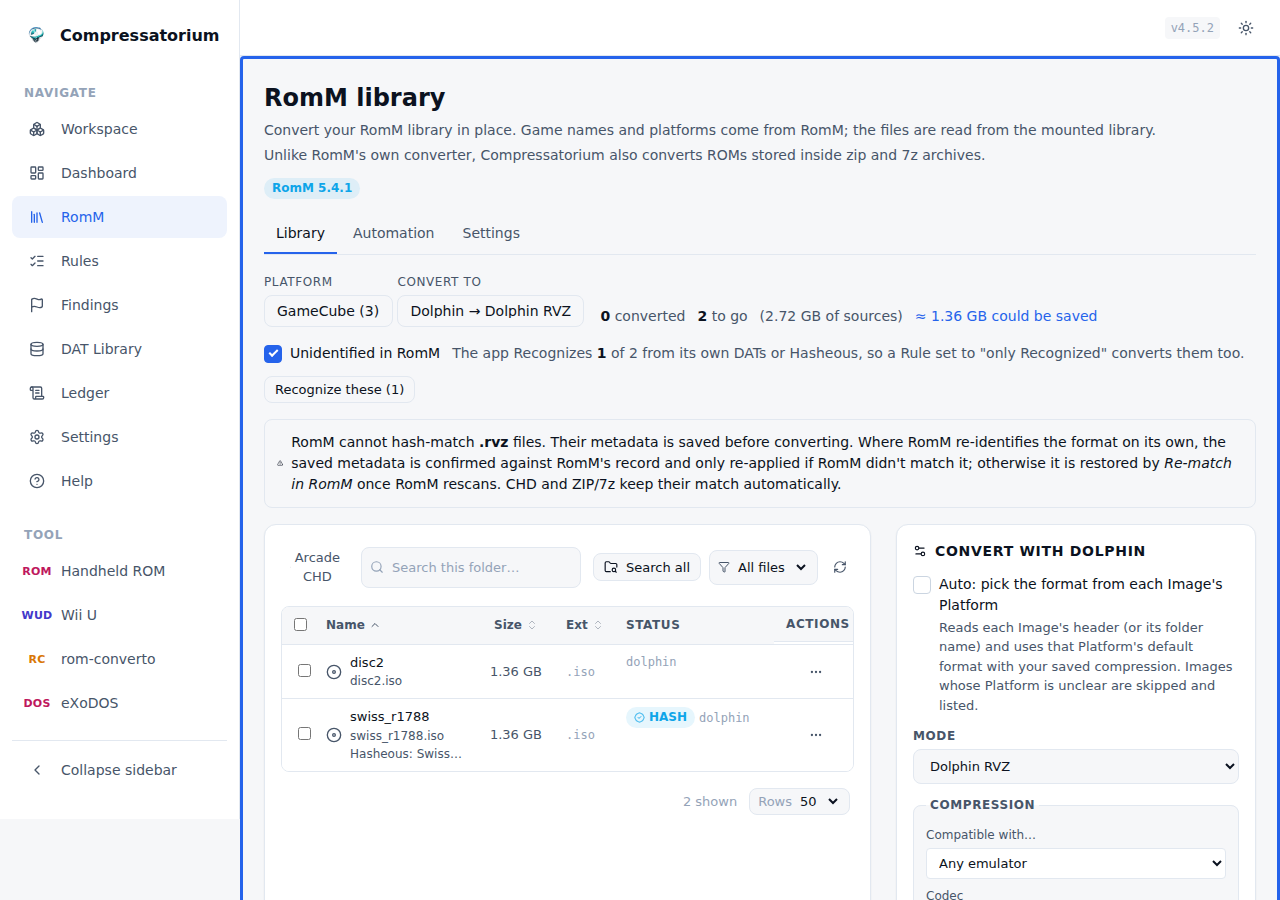 Compressatorium
v4.5.2
NAVIGATE
Workspace
Dashboard
RomM
Rules
Findings
DAT Library
Ledger
Settings
Help
TOOL
ROM Handheld ROM
WUD Wii U
RC rom-converto
DOS eXoDOS
Collapse sidebar
RomM library
Convert your RomM library in place. Game names and platforms come from RomM; the files are read from the mounted library.
Unlike RomM's own converter, Compressatorium also converts ROMs stored inside zip and 7z archives.
RomM 5.4.1
Library Automation Settings
PLATFORM CONVERT TO
GameCube (3) Dolphin → Dolphin RVZ 0 converted 2 to go (2.72 GB of sources) ≈ 1.36 GB could be saved
Unidentified in RomM The app Recognizes 1 of 2 from its own DATs or Hasheous, so a Rule set to "only Recognized" converts them too.
Recognize these (1)
RomM cannot hash-match .rvz files. Their metadata is saved before converting. Where RomM re-identifies the format on its own, the
saved metadata is confirmed against RomM's record and only re-applied if RomM didn't match it; otherwise it is restored by Re-match
in RomM once RomM rescans. CHD and ZIP/7z keep their match automatically.
Arcade
CHD
Search this folder…
Search all
All files
Name Size Ext STATUS ACTIONS
disc2
disc2.iso
1.36 GB .iso dolphin
swiss_r1788
swiss_r1788.iso
Hasheous: Swiss…
1.36 GB .iso HASH dolphin
2 shown Rows 50
CONVERT WITH DOLPHIN
Auto: pick the format from each Image's
Platform
Reads each Image's header (or its folder
name) and uses that Platform's default
format with your saved compression. Images
whose Platform is unclear are skipped and
listed.
MODE
Dolphin RVZ
COMPRESSION
Compatible with…
Any emulator
Codec